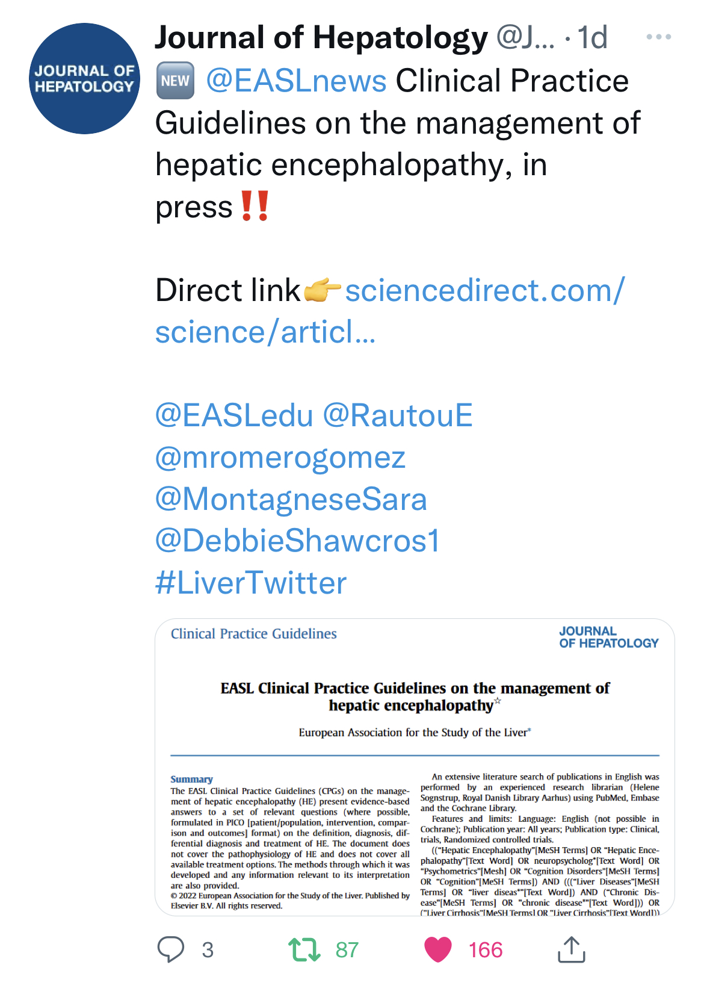 JOURNAL OF
HEPATOLOGY
Journal of Hepatology @J... · 1d
NEW @EASLnews Clinical Practice
Guidelines on the management of
hepatic encephalopathy, in
press‼️
Direct link👉sciencedirect.com/
science/articl...
@EASLedu @RautouE
@mromerogomez
@MontagneseSara
@DebbieShawcros1
#LiverTwitter
Clinical Practice Guidelines
JOURNAL
OF HEPATOLOGY
EASL Clinical Practice Guidelines on the management of
hepatic encephalopathy☆
European Association for the Study of the Liver*
Summary
The EASL Clinical Practice Guidelines (CPGs) on the manage-
ment of hepatic encephalopathy (HE) present evidence-based
answers to a set of relevant questions (where possible,
formulated in PICO [patient/population, intervention, compar-
ison and outcomes] format) on the definition, diagnosis, dif-
ferential diagnosis and treatment of HE. The document does
not cover the pathophysiology of HE and does not cover all
available treatment options. The methods through which it was
developed and any information relevant to its interpretation
are also provided.
© 2022 European Association for the Study of the Liver. Published by
Elsevier B.V. All rights reserved.
An extensive literature search of publications in English was
performed by an experienced research librarian (Helene
Sognstrup, Royal Danish Library Aarhus) using PubMed, Embase
and the Cochrane Library.
Features and limits: Language: English (not possible in
Cochrane); Publication year: All years; Publication type: Clinical,
trials, Randomized controlled trials.
(("Hepatic Encephalopathy"[MeSH Terms] OR "Hepatic Ence-
phalopathy"[Text Word] OR neuropsycholog*[Text Word] OR
"Psychometrics"[Mesh] OR "Cognition Disorders"[MeSH Terms]
OR "Cognition"[MeSH Terms]) AND ((("Liver Diseases"[MeSH
Terms] OR "liver diseas*"[Text Word]) AND ("Chronic Dis-
ease"[MeSH Terms] OR "chronic disease*"[Text Word])) OR
("Liver Cirrhosis"[MeSH Terms] OR "Liver Cirrhosis"[Text Word]))
3
87
166